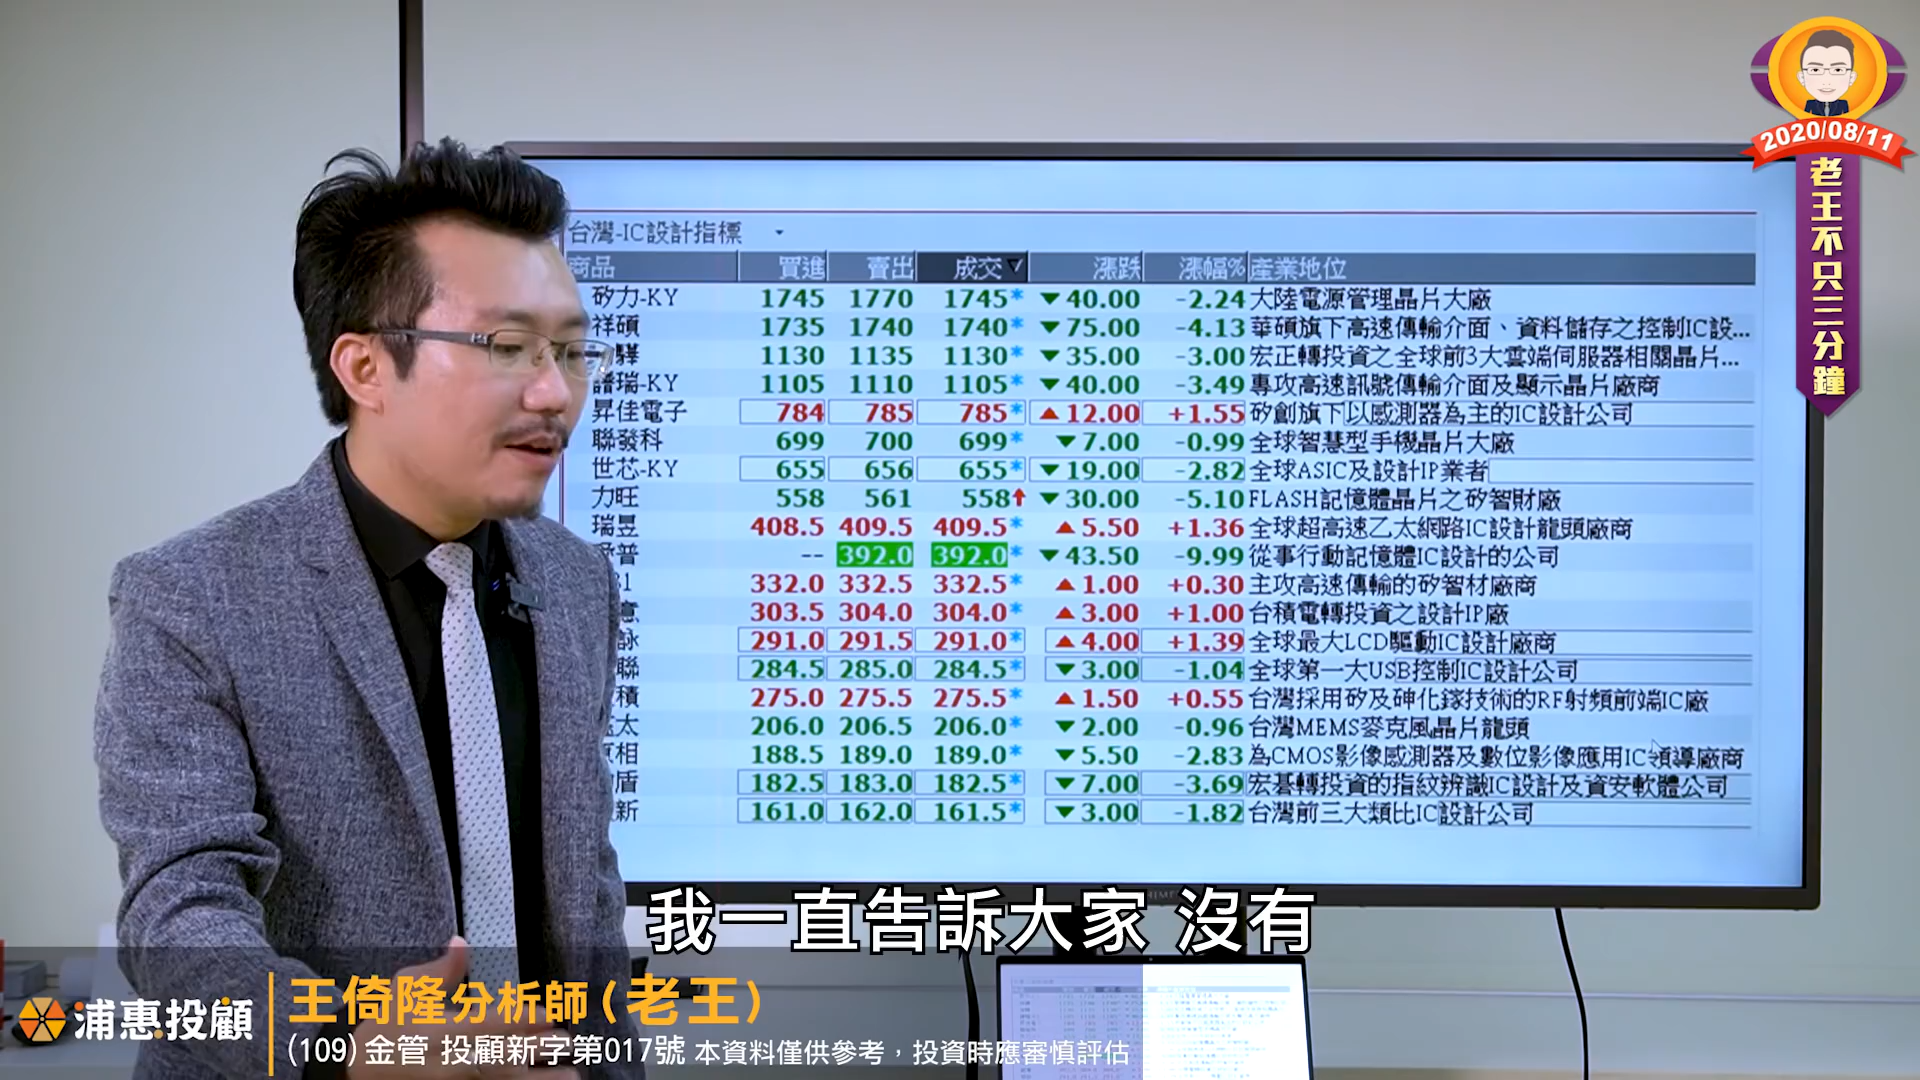 2020/08/11
老王不只三分鐘
台灣-IC設計指標
商品 買進 賣出 成交 漲跌 漲幅% 產業地位
矽力-KY 1745 1770 1745* ▼40.00 -2.24 大陸電源管理晶片大廠
祥碩 1735 1740 1740* ▼75.00 -4.13 華碩旗下高速傳輸介面、資料儲存之控制IC設...
驊 1130 1135 1130* ▼35.00 -3.00 宏正轉投資之全球前3大雲端伺服器相關晶片...
譜瑞-KY 1105 1110 1105* ▼40.00 -3.49 專攻高速訊號傳輸介面及顯示晶片廠商
昇佳電子 784 785 785* ▲12.00 +1.55 矽創旗下以感測器為主的IC設計公司
聯發科 699 700 699* ▼7.00 -0.99 全球智慧型手機晶片大廠
世芯-KY 655 656 655* ▼19.00 -2.82 全球ASIC及設計IP業者
力旺 558 561 558 ▼30.00 -5.10 FLASH記憶體晶片之矽智財廠
瑞昱 408.5 409.5 409.5* ▲5.50 +1.36 全球超高速乙太網路IC設計龍頭廠商
普 -- 392.0 392.0* ▼43.50 -9.99 從事行動記憶體IC設計的公司
332.0 332.5 332.5* ▲1.00 +0.30 主攻高速傳輸的矽智材廠商
意 303.5 304.0 304.0* ▲3.00 +1.00 台積電轉投資之設計IP廠
詠 291.0 291.5 291.0* ▲4.00 +1.39 全球最大LCD驅動IC設計廠商
聯 284.5 285.0 284.5* ▼3.00 -1.04 全球第一大USB控制IC設計公司
積 275.0 275.5 275.5* ▲1.50 +0.55 台灣採用矽及砷化鎵技術的RF射頻前端IC廠
太 206.0 206.5 206.0* ▼2.00 -0.96 台灣MEMS麥克風晶片龍頭
相 188.5 189.0 189.0* ▼5.50 -2.83 為CMOS影像感測器及數位影像應用IC領導廠商
盾 182.5 183.0 182.5* ▼7.00 -3.69 宏碁轉投資的指紋辨識IC設計及資安軟體公司
新 161.0 162.0 161.5* ▼3.00 -1.82 台灣前三大類比IC設計公司
我一直告訴大家 沒有
浦惠投顧
王倚隆分析師(老王)
(109)金管 投顧新字第017號 本資料僅供參考，投資時應審慎評估